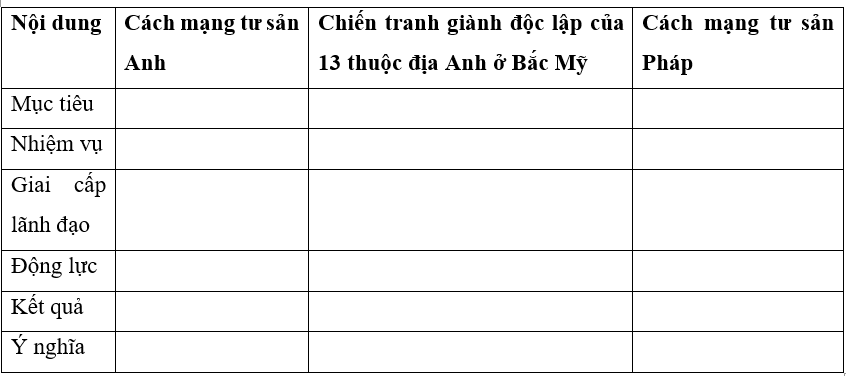 Nội dung
Cách mạng tư sản
Anh
Chiến tranh giành độc lập của
13 thuộc địa Anh ở Bắc Mỹ
Cách mạng tư sản
Pháp
Mục tiêu
Nhiệm vụ
Giai cấp
lãnh đạo
Động lực
Kết quả
Ý nghĩa